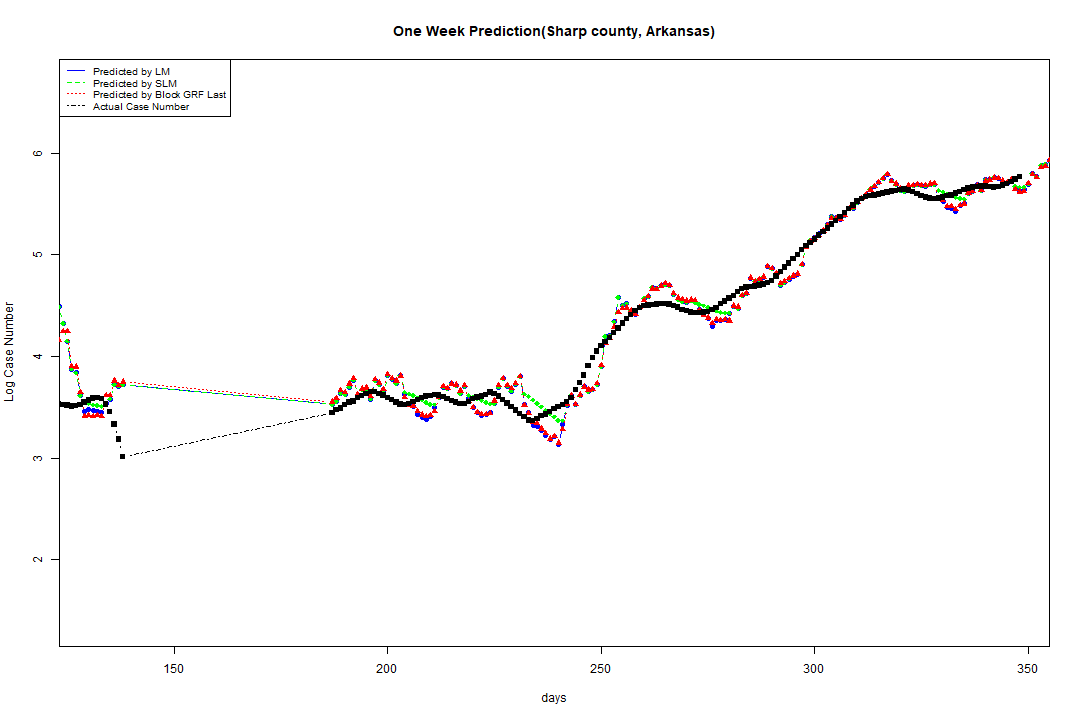 One Week Prediction(Sharp county, Arkansas)
Predicted by LM
Predicted by SLM
Predicted by Block GRF Last
Actual Case Number
6
5
4
3
2
Log Case Number
150
200
250
300
350
days